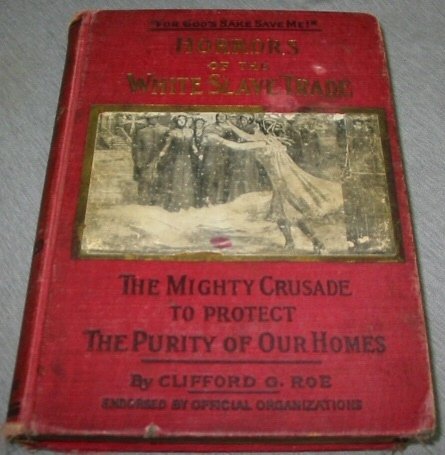 "FOR GOD'S SAKE SAVE ME!"
HORRORS
OF THE
WHITE SLAVE TRADE
THE MIGHTY CRUSADE
TO PROTECT
THE PURITY OF OUR HOMES
BY CLIFFORD G. ROE
ENDORSED BY OFFICIAL ORGANIZATIONS